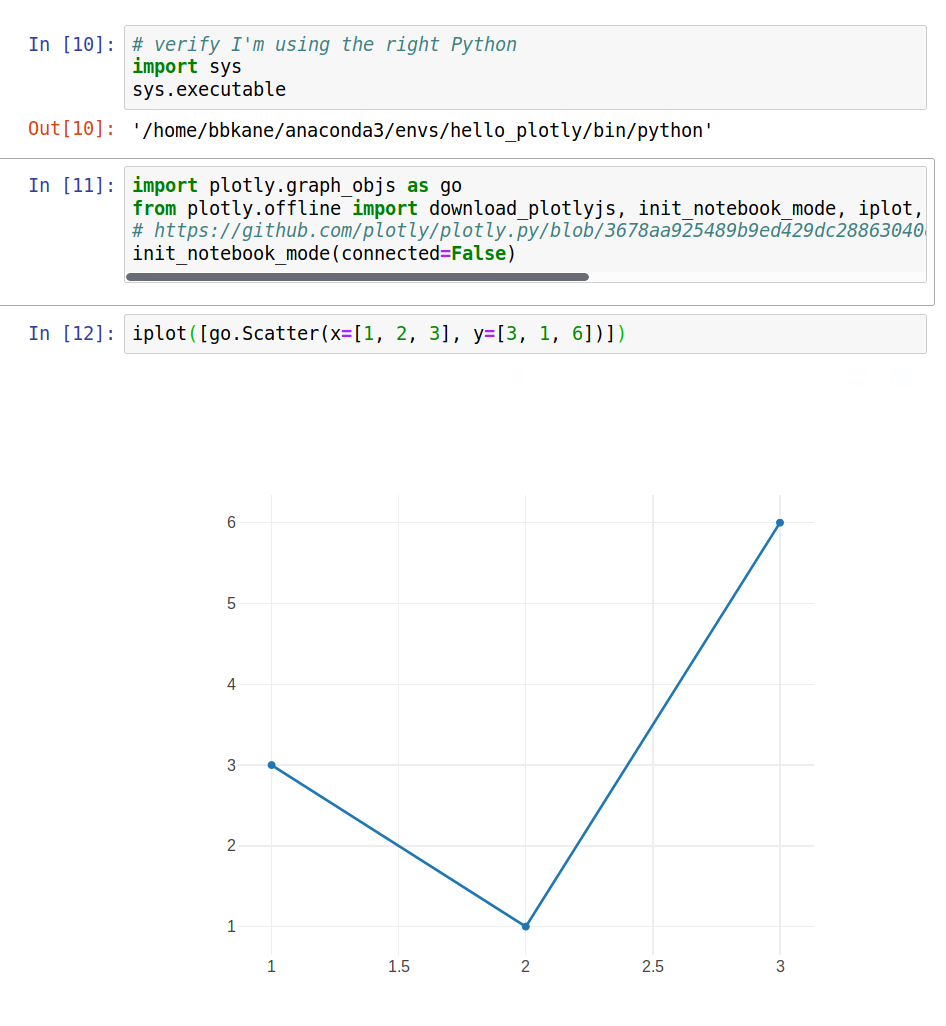 In [10]: # verify I'm using the right Python
import sys
sys.executable
Out[10]: '/home/bbkane/anaconda3/envs/hello_plotly/bin/python'
In [11]: import plotly.graph_objs as go
from plotly.offline import download_plotlyjs, init_notebook_mode, iplot,
# https://github.com/plotly/plotly.py/blob/3678aa925489b9ed429dc28863040
init_notebook_mode(connected=False)
In [12]: iplot([go.Scatter(x=[1, 2, 3], y=[3, 1, 6])])
6
5
4
3
2
1
1 1.5 2 2.5 3